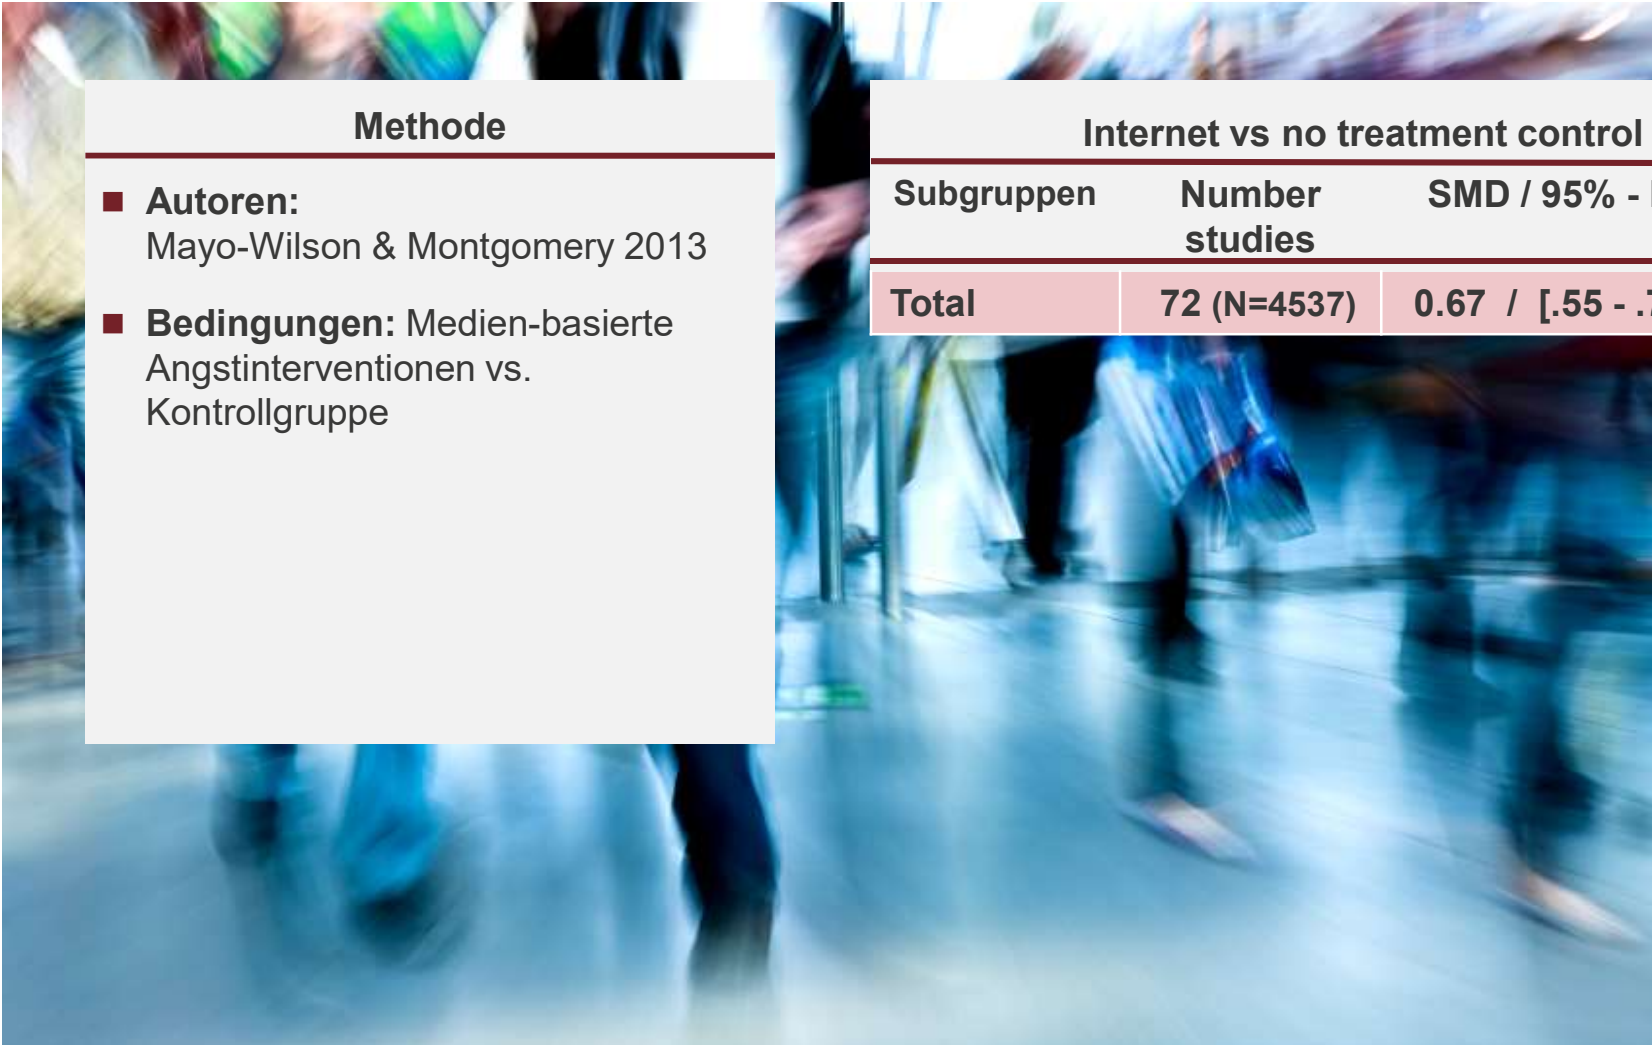 Methode
Autoren:
Mayo-Wilson & Montgomery 2013
Bedingungen: Medien-basierte
Angstinterventionen vs.
Kontrollgruppe
Internet vs no treatment control
Subgruppen Number SMD / 95% -
studies
Total 72 (N=4537) 0.67 / [.55 -